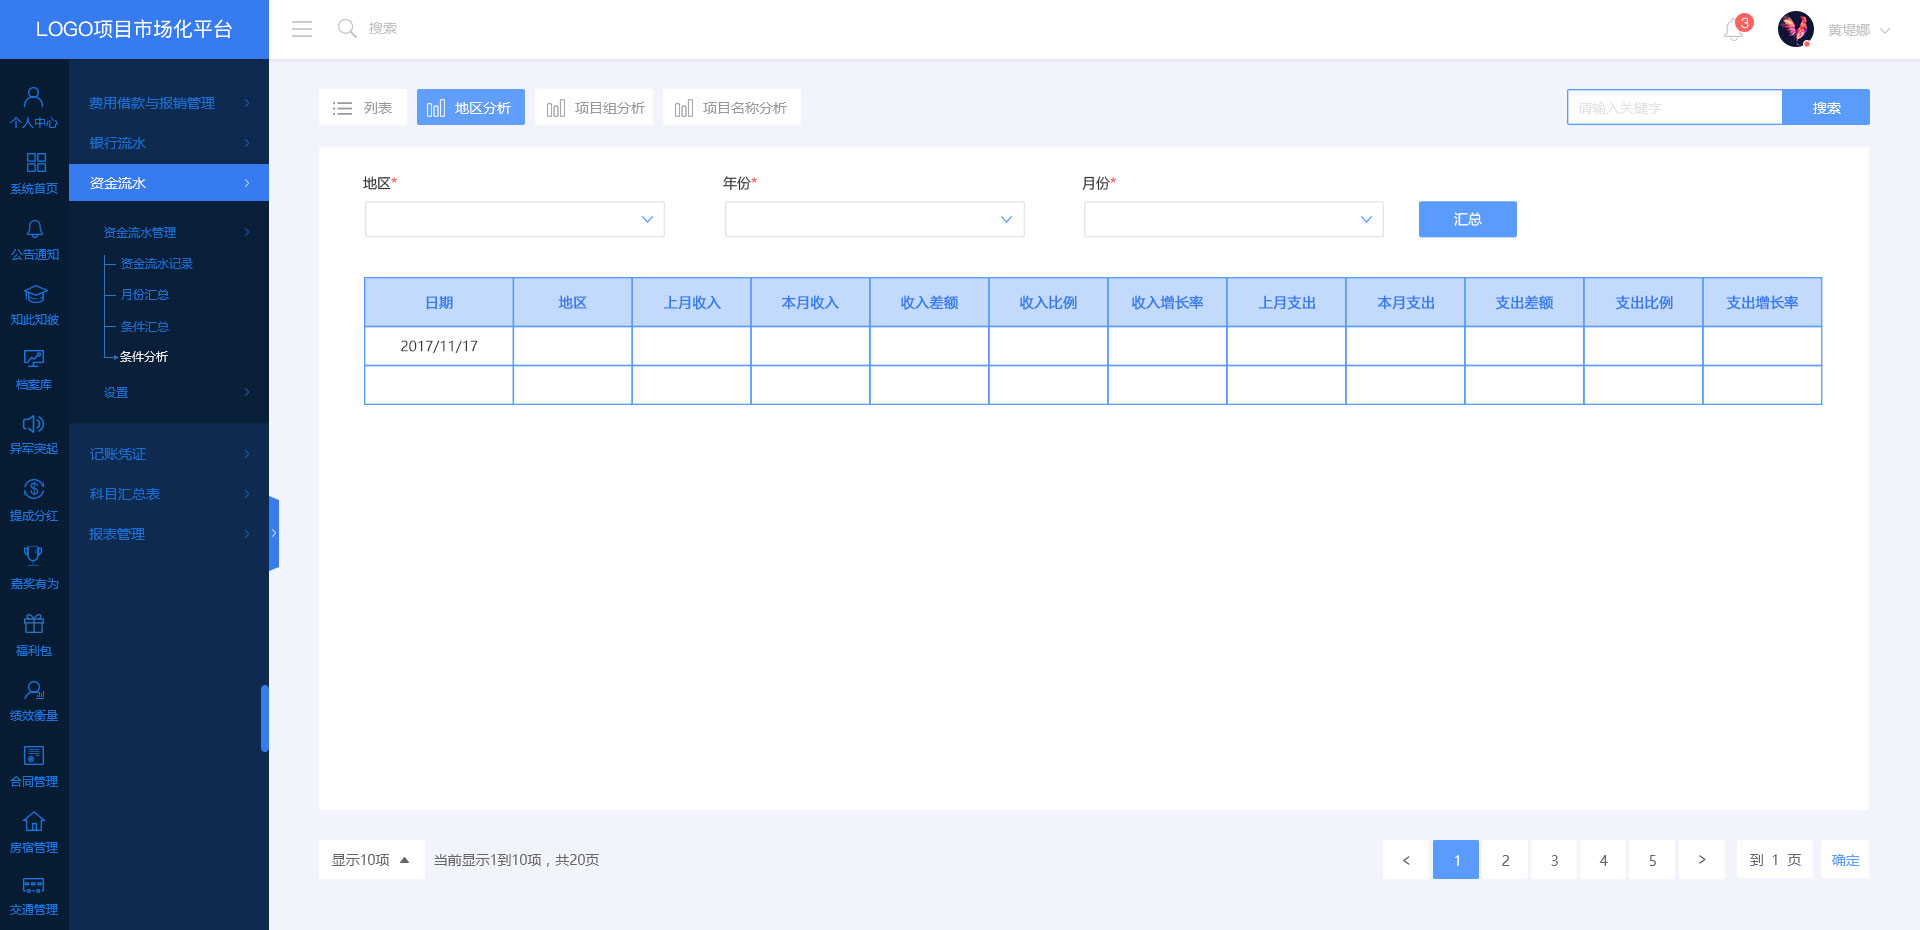 LOGO项目市场化平台
搜索
3
黄堤娜
个人中心
系统首页
公告通知
知此知彼
档案库
异军突起
提成分红
嘉奖有为
福利包
绩效衡量
合同管理
房宿管理
交通管理
费用借款与报销管理
银行流水
资金流水
资金流水管理
资金流水记录
月份汇总
条件汇总
条件分析
设置
记账凭证
科目汇总表
报表管理
列表 地区分析 项目组分析 项目名称分析
请输入关键字 搜索
地区* 年份* 月份*
汇总
日期 地区 上月收入 本月收入 收入差额 收入比例 收入增长率 上月支出 本月支出 支出差额 支出比例 支出增长率
2017/11/17
显示10项 当前显示1到10项，共20页
< 1 2 3 4 5 > 到 1 页 确定